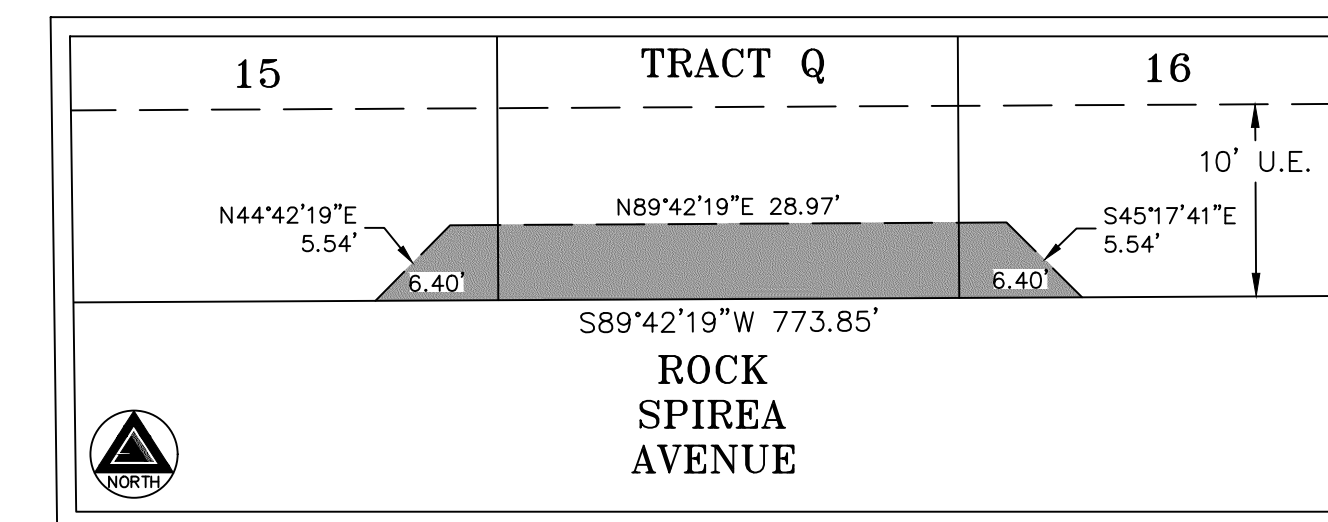 15
TRACT Q
16
10' U.E.
N44°42'19"E
5.54'
N89°42'19"E 28.97'
S45°17'41"E
5.54'
6.40'
6.40'
S89°42'19"W 773.85'
ROCK
SPIREA
AVENUE
NORTH